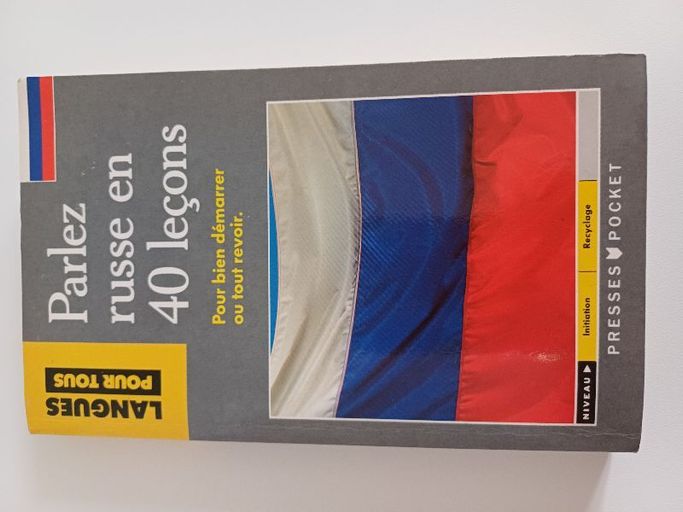 LANGUES
POUR TOUS
Parlez
russe en
40 leçons
Pour bien démarrer
ou tout revoir.
NIVEAU
Initiation
Recyclage
PRESSES POCKET